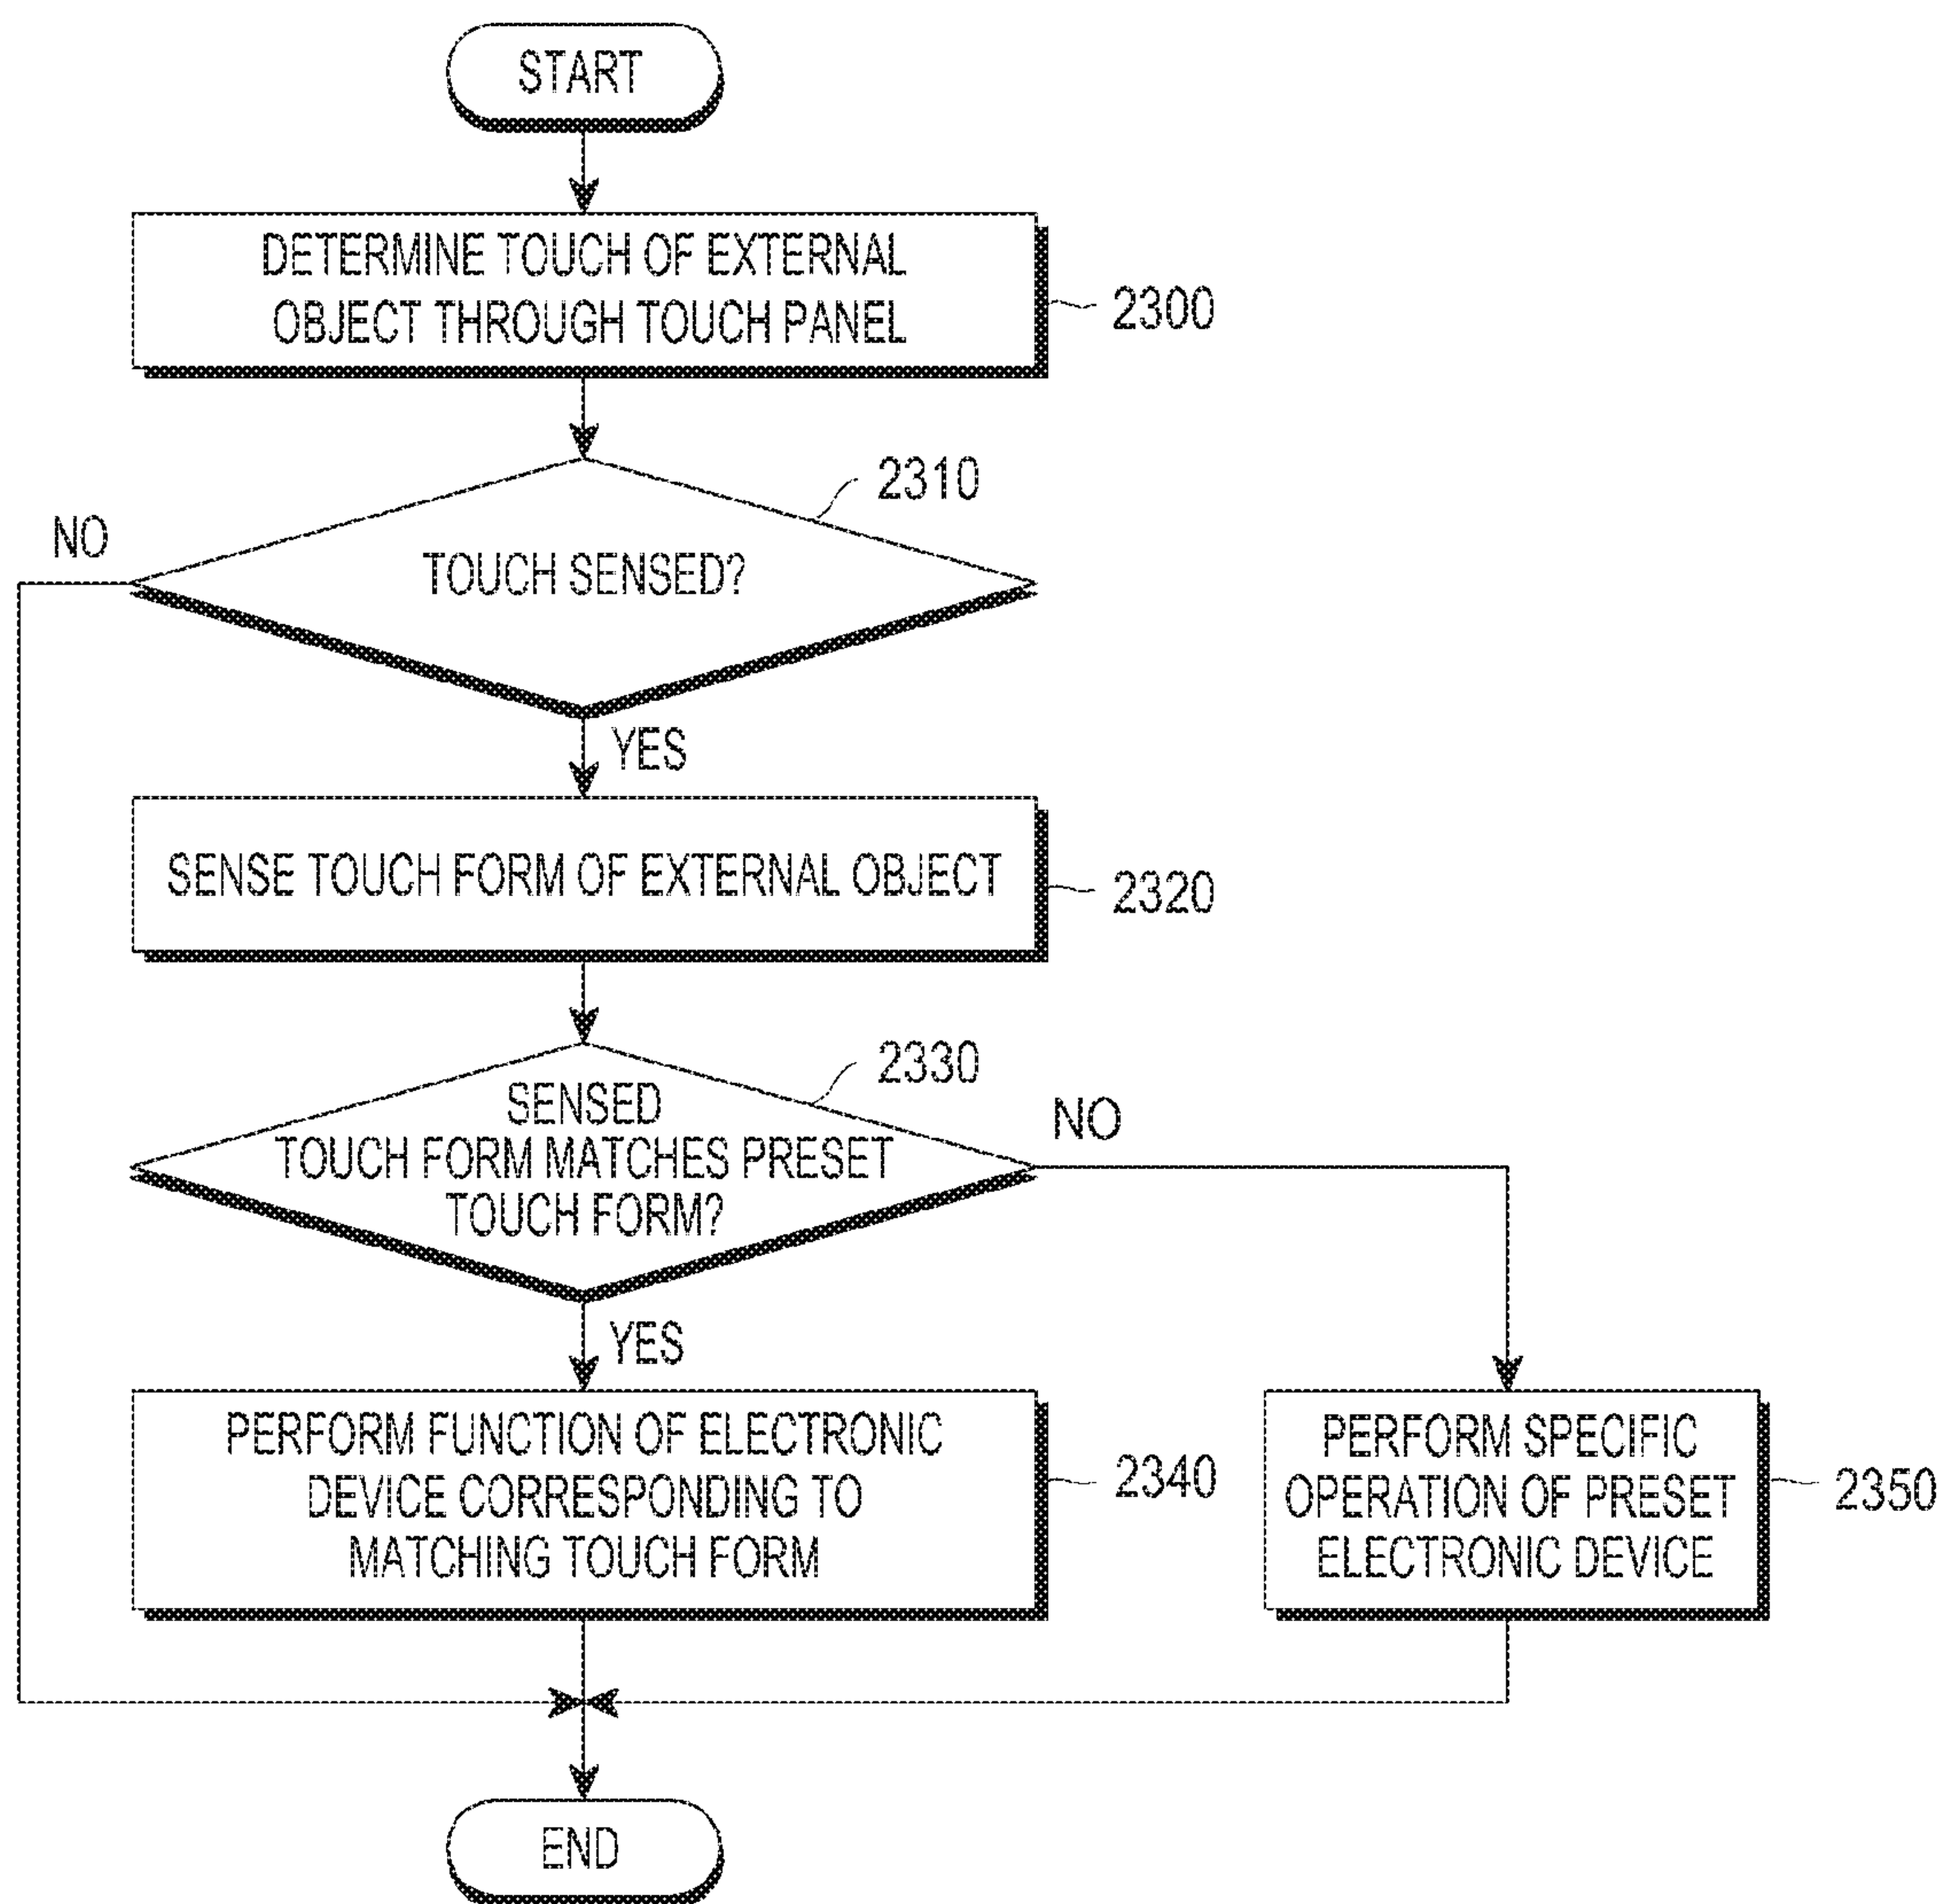 START
DETERMINE TOUCH OF EXTERNAL
OBJECT THROUGH TOUCH PANEL
2300
2310
NO
TOUCH SENSED?
YES
SENSE TOUCH FORM OF EXTERNAL OBJECT
2320
2330
SENSED
TOUCH FORM MATCHES PRESET
TOUCH FORM?
NO
YES
PERFORM FUNCTION OF ELECTRONIC
DEVICE CORRESPONDING TO
MATCHING TOUCH FORM
2340
PERFORM SPECIFIC
OPERATION OF PRESET
ELECTRONIC DEVICE
2350
END